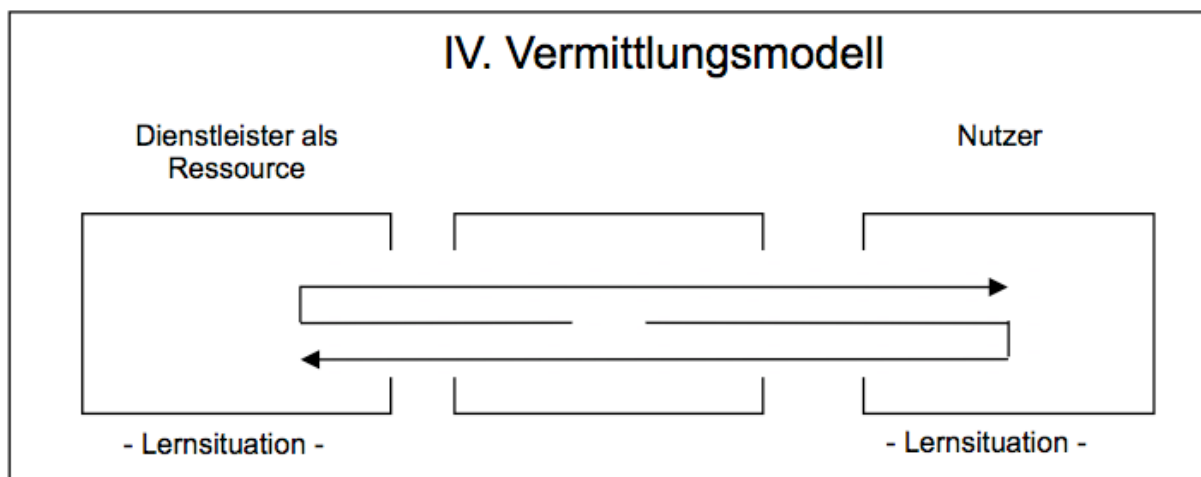 IV. Vermittlungsmodell
Dienstleister als
Ressource
Nutzer
- Lernsituation -
- Lernsituation -